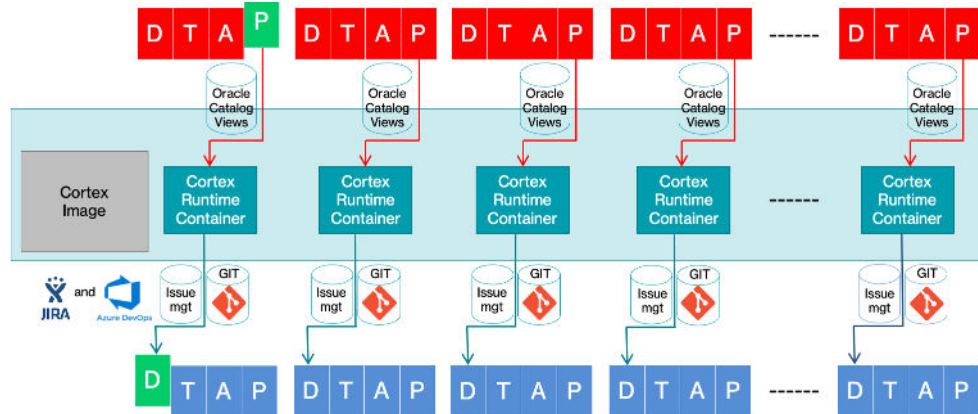 D T A P D T A P D T A P D T A P ------ D T A P
Oracle Catalog Views
Oracle Catalog Views
Oracle Catalog Views
Oracle Catalog Views
Oracle Catalog Views
Cortex Image
Cortex Runtime Container
Cortex Runtime Container
Cortex Runtime Container
Cortex Runtime Container
------
Cortex Runtime Container
JIRA and Azure DevOps
Issue mgt GIT
Issue mgt GIT
Issue mgt GIT
Issue mgt GIT
Issue mgt GIT
D T A P D T A P D T A P D T A P ------ D T A P